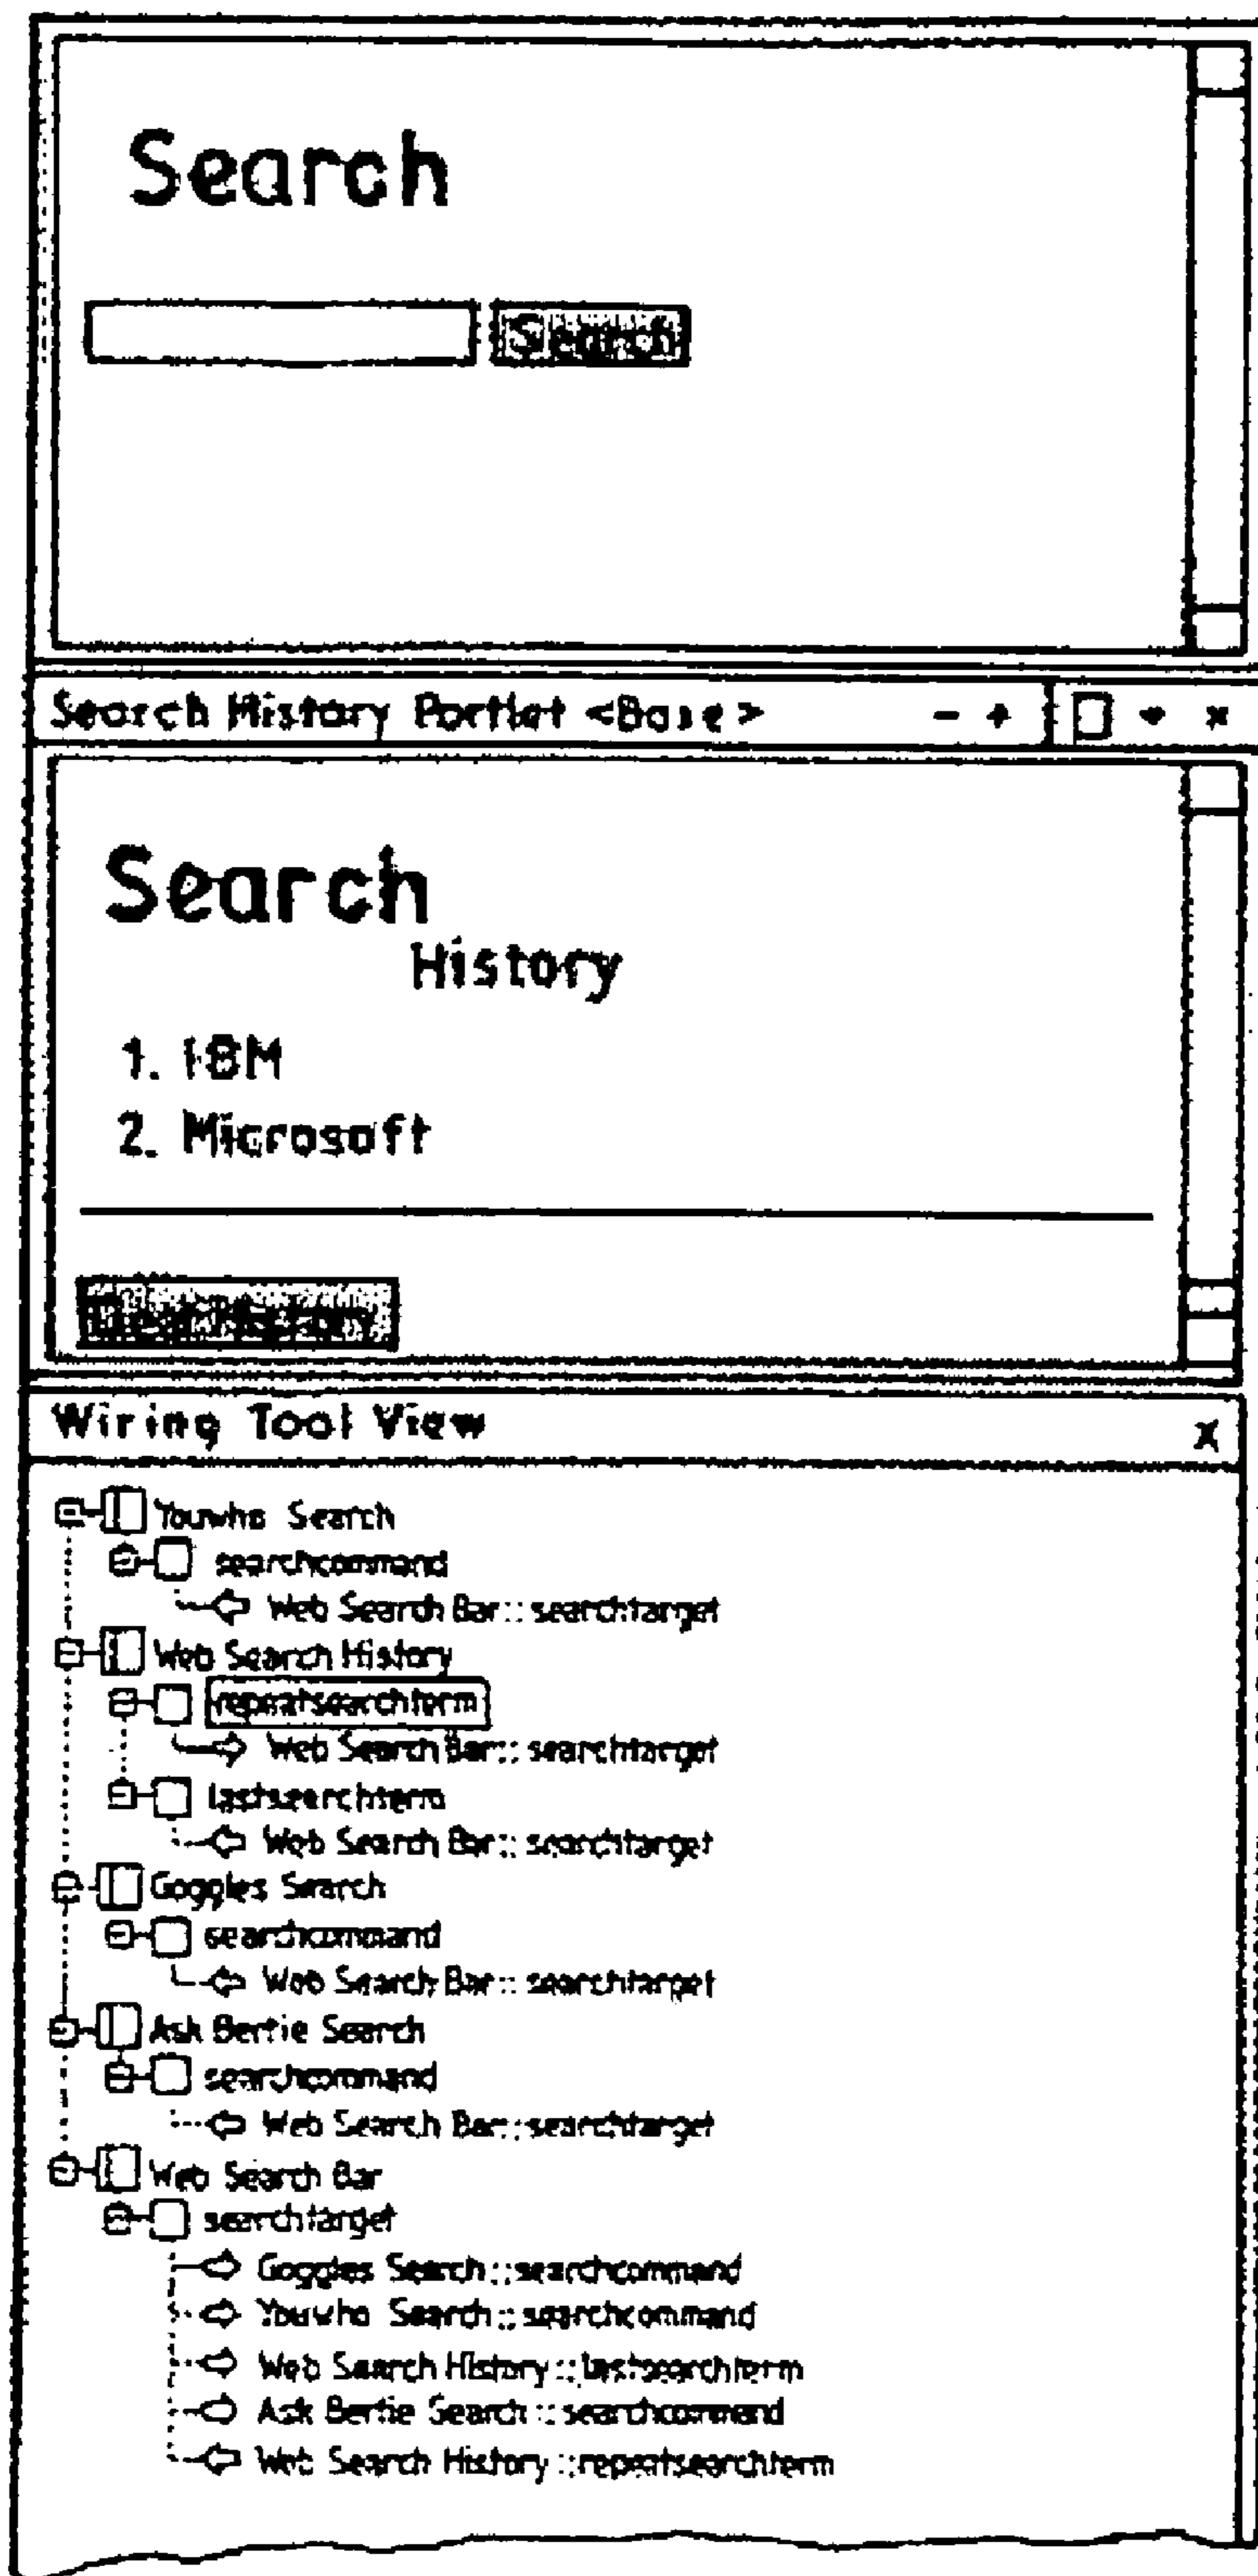 Search
Search
Search History Portlet <Base> - + x
Search
History
1. IBM
2. Microsoft
Clear History
Wiring Tool View x
Youwho Search
searchcommand
Web Search Bar::searchtarget
Web Search History
repeatsearchterm
Web Search Bar::searchtarget
lastsearchterm
Web Search Bar::searchtarget
Goggles Search
searchcommand
Web Search Bar::searchtarget
Ask Bertie Search
searchcommand
Web Search Bar::searchtarget
Web Search Bar
searchtarget
Goggles Search::searchcommand
Youwho Search::searchcommand
Web Search History::lastsearchterm
Ask Bertie Search::searchcommand
Web Search History::repeatsearchterm